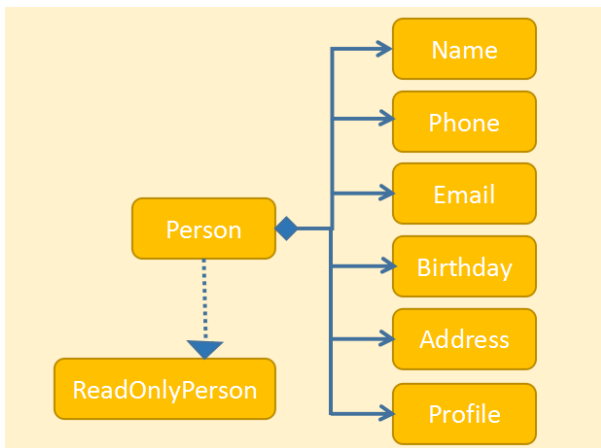 Name
Phone
Email
Person
Birthday
Address
ReadOnlyPerson
Profile